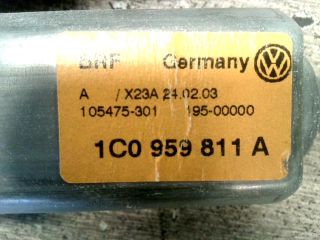 BRF Germany
A / X23A 24.02.03
105475-301 195-00000
1C0 959 811 A